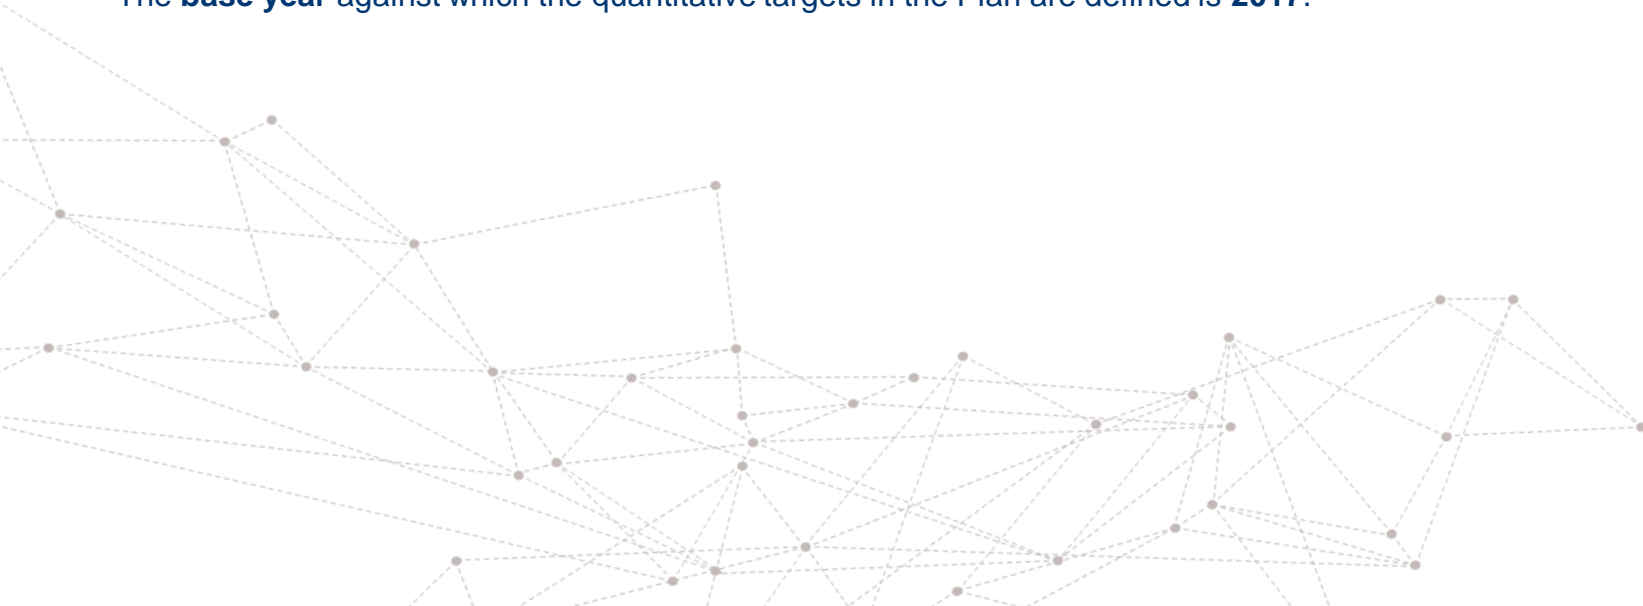 The base year against which the quantitative targets in the Plan are defined is 2017.